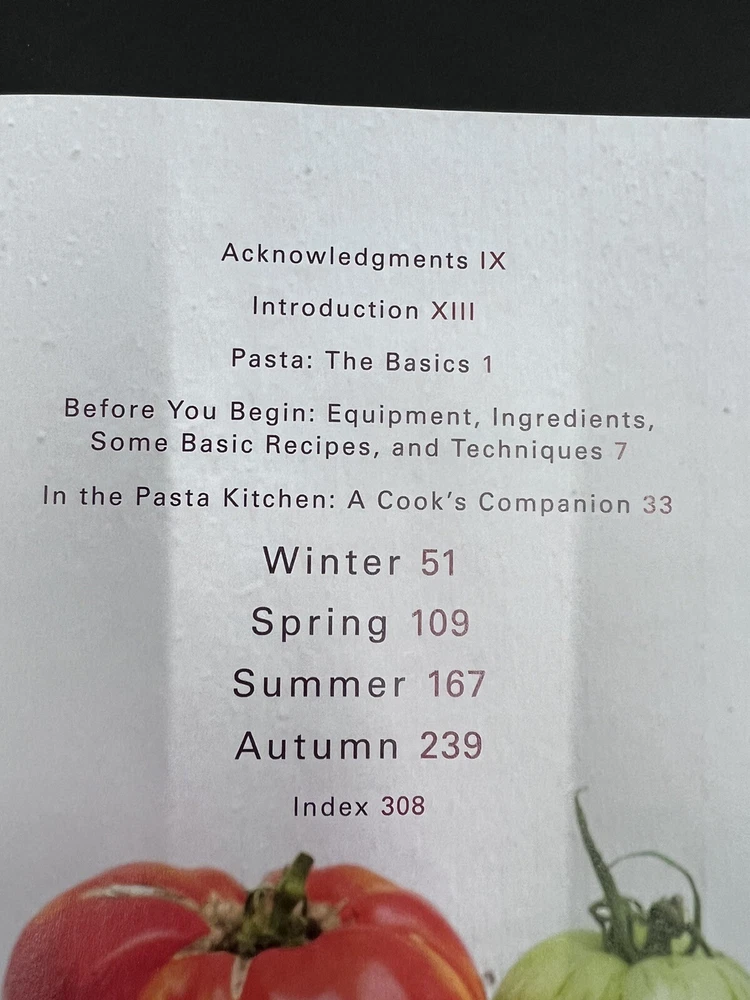 Acknowledgments IX
Introduction XIII
Pasta: The Basics 1
Before You Begin: Equipment, Ingredients,
Some Basic Recipes, and Techniques 7
In the Pasta Kitchen: A Cook's Companion 33
Winter 51
Spring 109
Summer 167
Autumn 239
Index 308